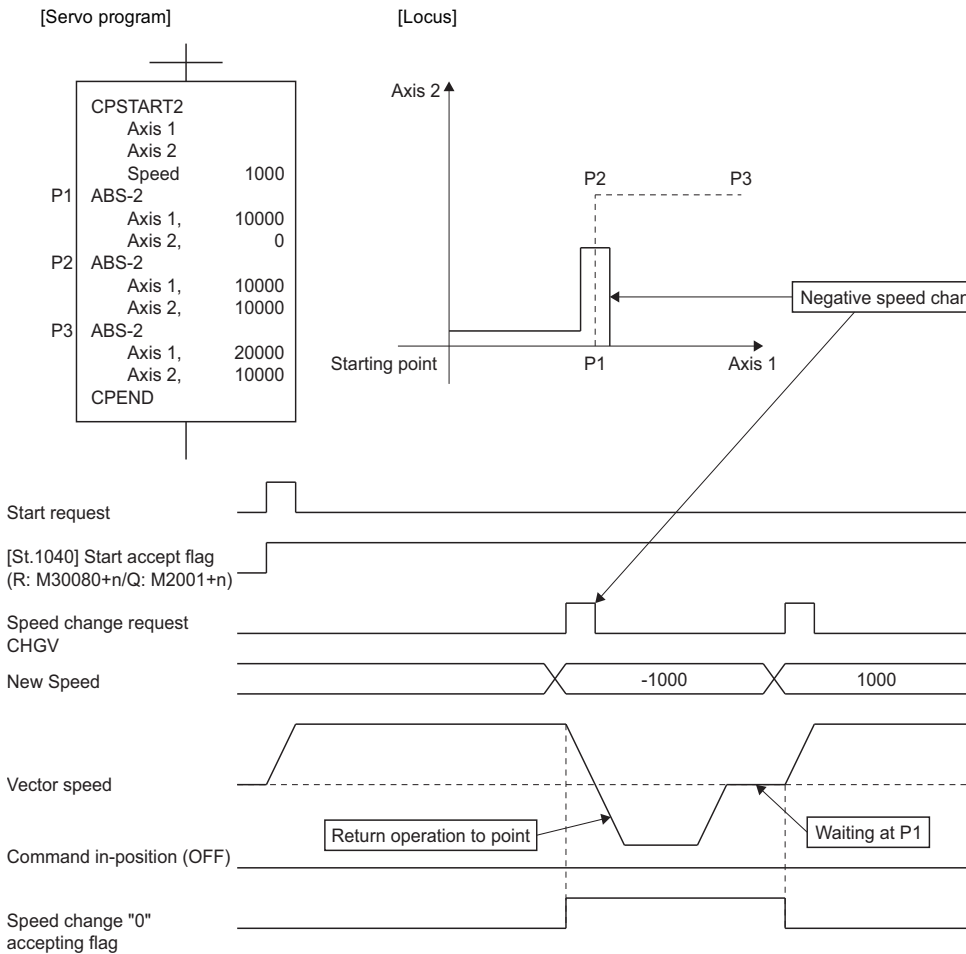 [Servo program]
[Locus]
CPSTART2
Axis 1
Axis 2
Speed 1000
P1 ABS-2
Axis 1, 10000
Axis 2, 0
P2 ABS-2
Axis 1, 10000
Axis 2, 10000
P3 ABS-2
Axis 1, 20000
Axis 2, 10000
CPEND
Axis 2
P2 P3
Negative speed chan
Starting point P1 Axis 1
Start request
[St.1040] Start accept flag
(R: M30080+n/Q: M2001+n)
Speed change request
CHGV
New Speed -1000 1000
Vector speed
Return operation to point
Waiting at P1
Command in-position (OFF)
Speed change "0"
accepting flag